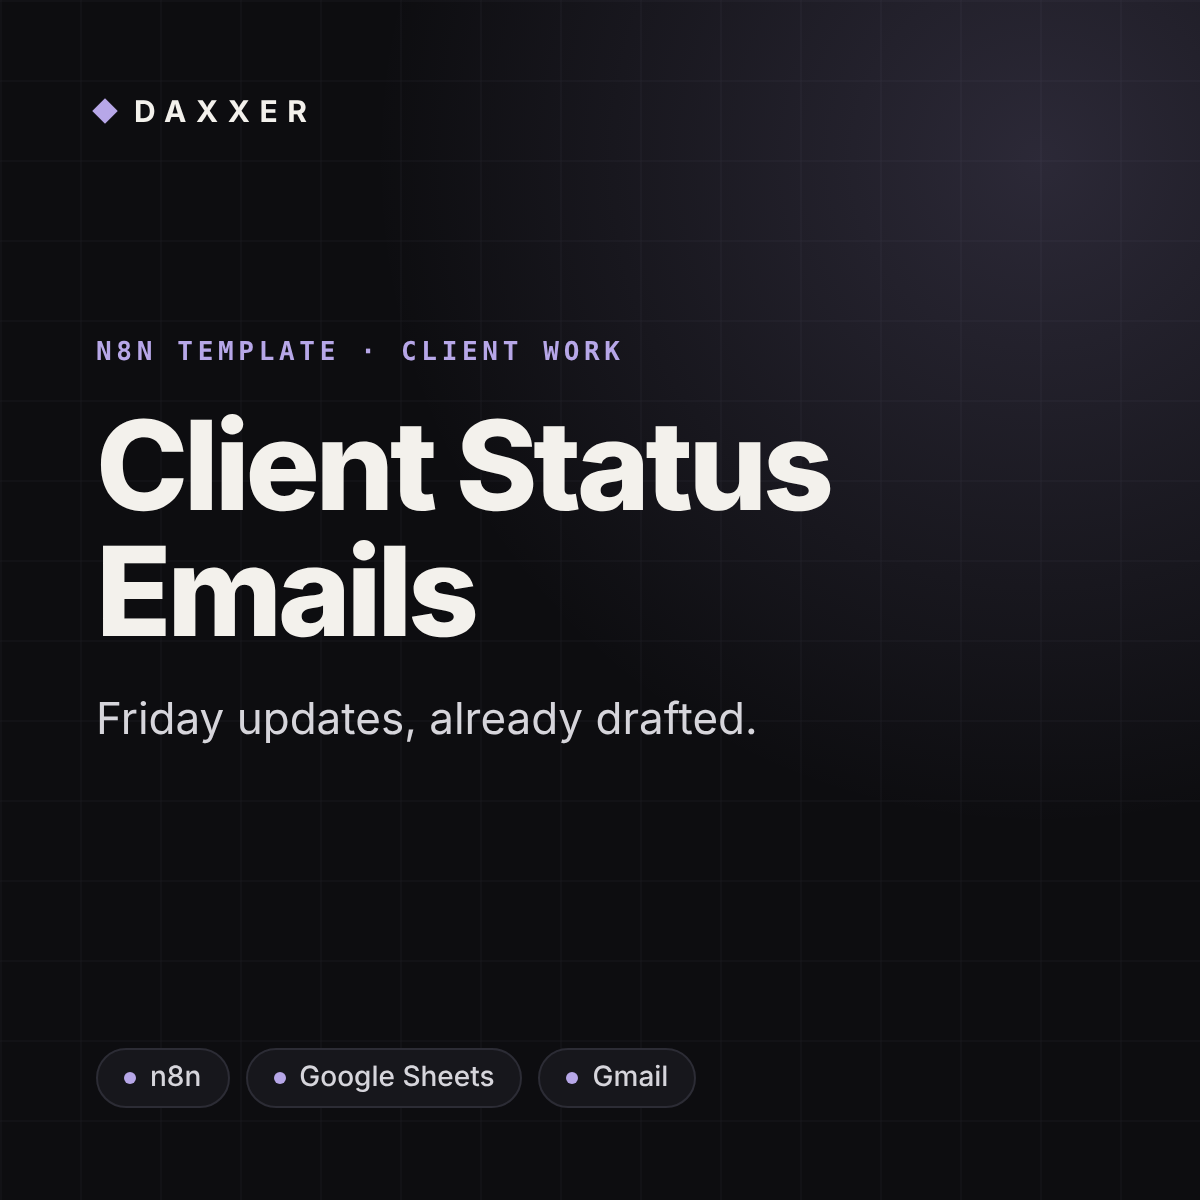 DAXXER
N8N TEMPLATE · CLIENT WORK
Client Status
Emails
Friday updates, already drafted.
n8n
Google Sheets
Gmail